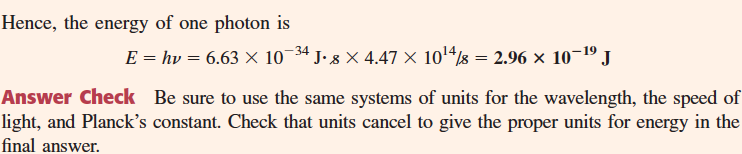 Hence, the energy of one photon is
E = hν = 6.63 × 10⁻³⁴ J·s × 4.47 × 10¹⁴/s = 2.96 × 10⁻¹⁹ J
Answer Check Be sure to use the same systems of units for the wavelength, the speed of
light, and Planck’s constant. Check that units cancel to give the proper units for energy in the
final answer.